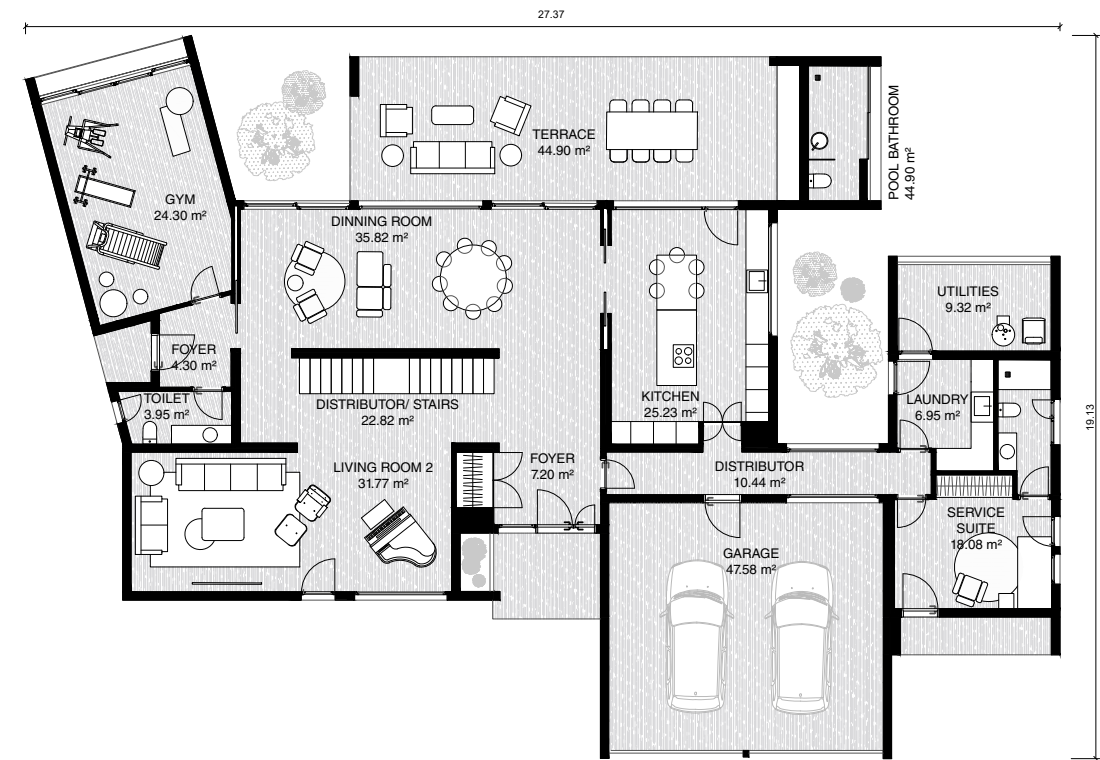 27.37
TERRACE
44.90 m²
POOL BATHROOM
44.90 m²
GYM
24.30 m²
DINNING ROOM
35.82 m²
UTILITIES
9.32 m²
FOYER
4.30 m²
TOILET
3.95 m²
DISTRIBUTOR/ STAIRS
22.82 m²
KITCHEN
25.23 m²
LAUNDRY
6.95 m²
19.13
LIVING ROOM 2
31.77 m²
FOYER
7.20 m²
DISTRIBUTOR
10.44 m²
SERVICE
SUITE
18.08 m²
GARAGE
47.58 m²